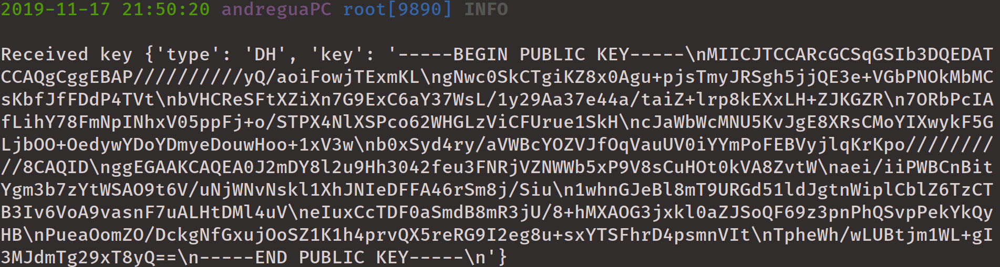 2019-11-17 21:50:20 andreguaPC root[9890] INFO
Received key {'type': 'DH', 'key': '-----BEGIN PUBLIC KEY-----\nMIICJTCCARcGCSqGSIb3DQEDAT
CCAQgCggEBAP//////////yQ/aoiFowjTExmKL\ngNwc0SkCTgiKZ8x0Agu+pjsTmyJRSgh5jjQE3e+VGbPNOkMbMC
sKbfJfFDdP4TVt\nbVHCReSFtXZiXn7G9ExC6aY37WsL/1y29Aa37e44a/taiZ+lrp8kEXxLH+ZJKGZR\n7ORbPcIA
fLihY78FmNpINhxV05ppFj+o/STPX4NlXSPco62WHGLzViCFUrue1SkH\ncJaWbWcMNU5KvJgE8XRsCMoYIXwykF5G
LjbOO+OedywYDoYDmyeDouwHoo+1xV3w\nb0xSyd4ry/aVWBcYOZVJfOqVauUV0iYYmPoFEBVyjlqKrKpo////////
//8CAQID\nggEGAAKCAQEA0J2mDY8l2u9Hh3042feu3FNRjVZNWWb5xP9V8sCuHOt0kVA8ZvtW\naei/iiPWBCnBit
Ygm3b7zYtWSAO9t6V/uNjWNvNskl1XhJNIeDFFA46rSm8j/Siu\n1whnGJeBl8mT9URGd51ldJgtnWiplCblZ6TzCT
B3Iv6VoA9vasnF7uALHtDMl4uV\neIuxCcTDF0aSmdB8mR3jU/8+hMXAOG3jxkl0aZJSoQF69z3pnPhQSvpPekYkQy
HB\nPueaOomZO/DckgNfGxujOoSZ1K1h4prvQX5reRG9I2eg8u+sxYTSFhrD4psmnVIt\nTpheWh/wLUBtjm1WL+gI
3MJdmTg29xT8yQ==\n-----END PUBLIC KEY-----\n'}